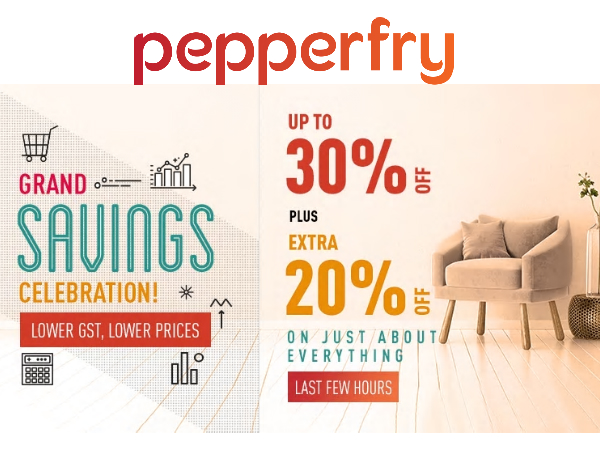 pepperfry
GRAND
SAVINGS
CELEBRATION!
LOWER GST, LOWER PRICES
UP TO
30% OFF
PLUS
EXTRA
20% OFF
ON JUST ABOUT
EVERYTHING
LAST FEW HOURS